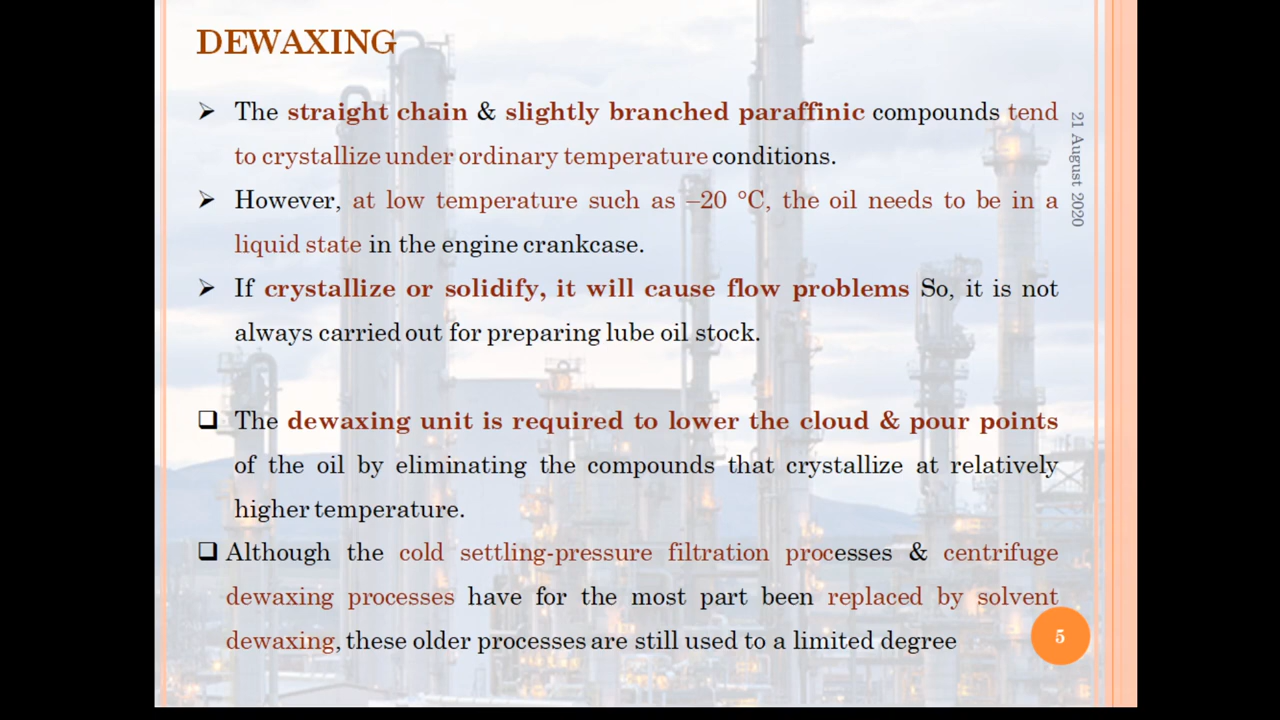 DEWAXING
➢ The straight chain & slightly branched paraffinic compounds tend
to crystallize under ordinary temperature conditions.
➢ However, at low temperature such as –20 °C, the oil needs to be in a
liquid state in the engine crankcase.
➢ If crystallize or solidify, it will cause flow problems So, it is not
always carried out for preparing lube oil stock.
❑ The dewaxing unit is required to lower the cloud & pour points
of the oil by eliminating the compounds that crystallize at relatively
higher temperature.
❑ Although the cold settling-pressure filtration processes & centrifuge
dewaxing processes have for the most part been replaced by solvent
dewaxing, these older processes are still used to a limited degree
21 August 2020
5